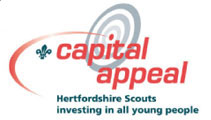 capital
appeal
Hertfordshire Scouts
investing in all young people